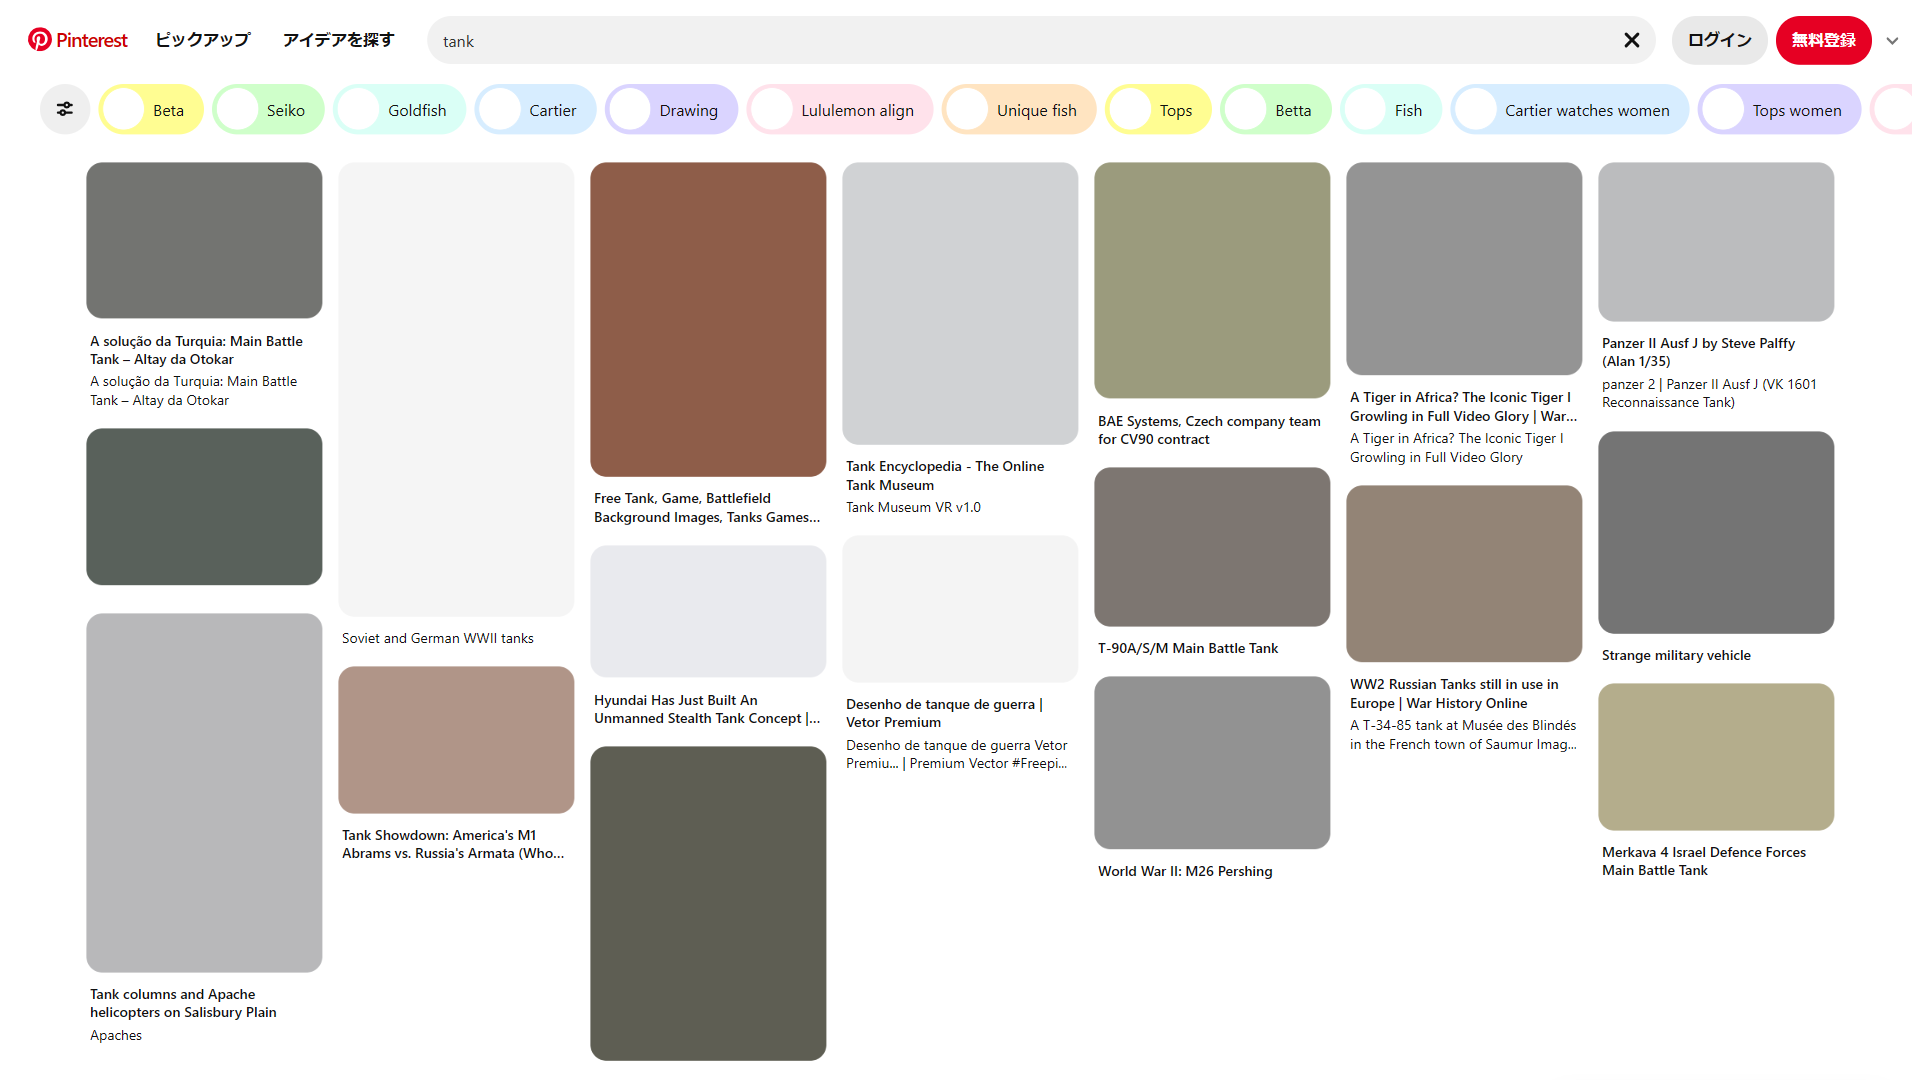 Pinterest
ピックアップ
アイデアを探す
tank
ログイン
無料登録
Beta
Seiko
Goldfish
Cartier
Drawing
Lululemon align
Unique fish
Tops
Betta
Fish
Cartier watches women
Tops women
A solução da Turquia: Main Battle
Tank – Altay da Otokar
A solução da Turquia: Main Battle
Tank – Altay da Otokar
Tank columns and Apache
helicopters on Salisbury Plain
Apaches
Soviet and German WWII tanks
Tank Showdown: America's M1
Abrams vs. Russia's Armata (Who...
Free Tank, Game, Battlefield
Background Images, Tanks Games...
Hyundai Has Just Built An
Unmanned Stealth Tank Concept |...
Tank Encyclopedia - The Online
Tank Museum
Tank Museum VR v1.0
Desenho de tanque de guerra |
Vetor Premium
Desenho de tanque de guerra Vetor
Premiu... | Premium Vector #Freepi...
BAE Systems, Czech company team
for CV90 contract
T-90A/S/M Main Battle Tank
World War II: M26 Pershing
A Tiger in Africa? The Iconic Tiger I
Growling in Full Video Glory | War...
A Tiger in Africa? The Iconic Tiger I
Growling in Full Video Glory
WW2 Russian Tanks still in use in
Europe | War History Online
A T-34-85 tank at Musée des Blindés
in the French town of Saumur Imag...
Panzer II Ausf J by Steve Palffy
(Alan 1/35)
panzer 2 | Panzer II Ausf J (VK 1601
Reconnaissance Tank)
Strange military vehicle
Merkava 4 Israel Defence Forces
Main Battle Tank